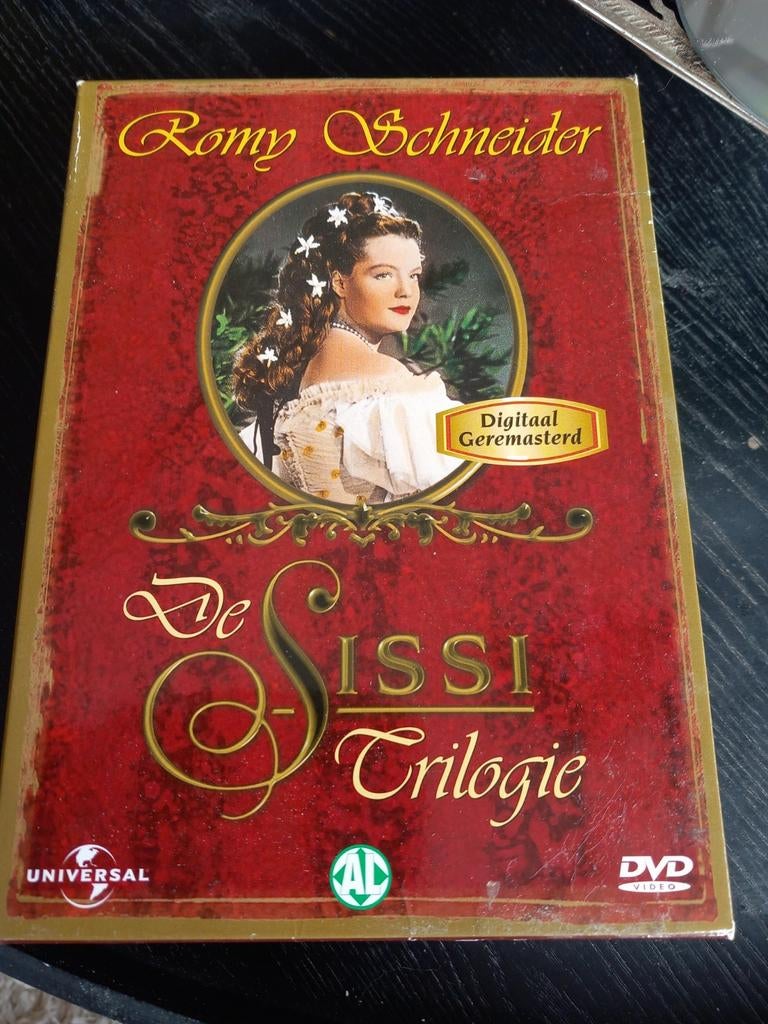 Romy Schneider
Digitaal
Geremasterd
De
SISSI
Trilogie
UNIVERSAL
AL
DVD
VIDEO